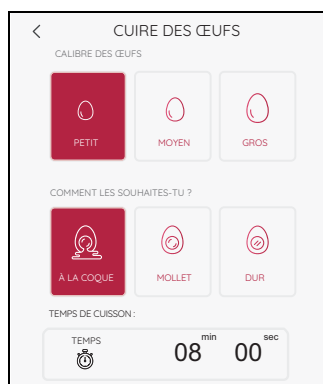 CUIRE DES ŒUFS
CALIBRE DES ŒUFS
PETIT MOYEN GROS
COMMENT LES SOUHAITES-TU ?
À LA COQUE MOLLET DUR
TEMPS DE CUISSON :
TEMPS 08 min 00 sec